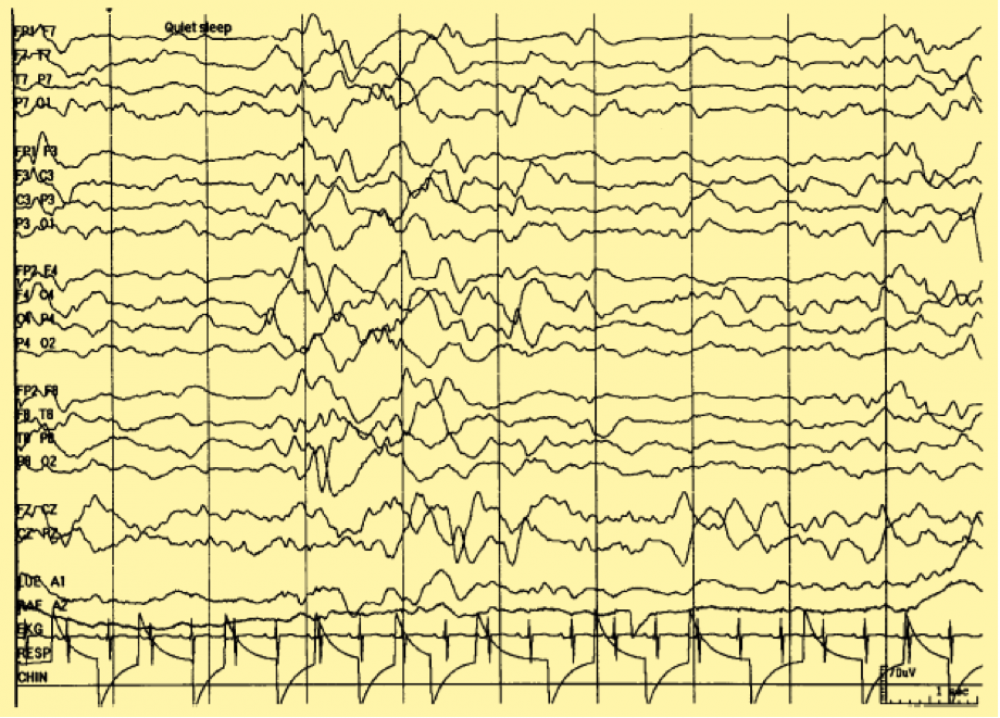 Quiet sleep
FP1 F7
F7 T7
T7 P7
P7 O1
FP1 F3
F3 C3
C3 P3
P3 O1
FP2 F4
F4 C4
C4 P4
P4 O2
FP2 F8
F8 T8
T8 P8
P8 O2
FZ CZ
CZ PZ
LUE A1
RAE A2
EKG
RESP
CHIN
70uV
1 sec